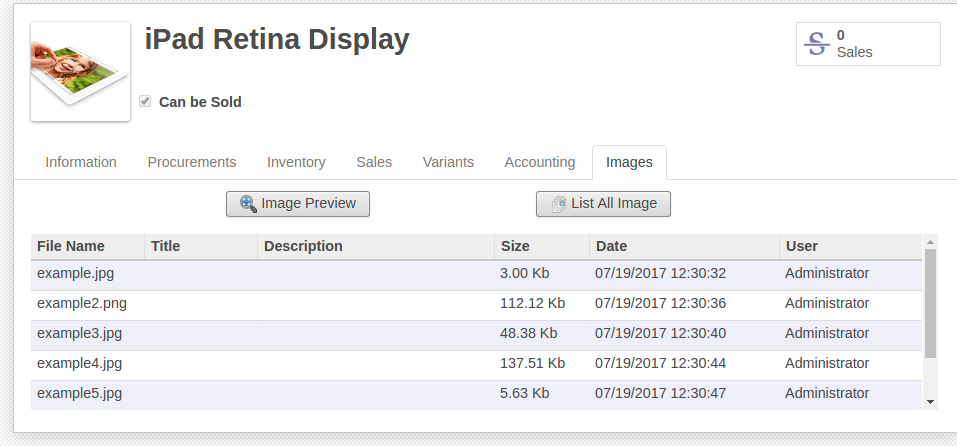 iPad Retina Display
0
Sales
Can be Sold
Information Procurements Inventory Sales Variants Accounting Images
Image Preview List All Image
File Name Title Description Size Date User
example.jpg 3.00 Kb 07/19/2017 12:30:32 Administrator
example2.png 112.12 Kb 07/19/2017 12:30:36 Administrator
example3.jpg 48.38 Kb 07/19/2017 12:30:40 Administrator
example4.jpg 137.51 Kb 07/19/2017 12:30:44 Administrator
example5.jpg 5.63 Kb 07/19/2017 12:30:47 Administrator